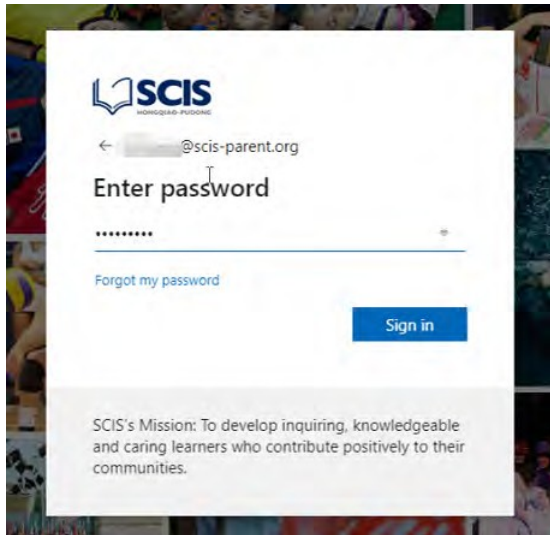 SCIS
HONGQIAO-PUDONG
@scis-parent.org
Enter password
Forgot my password
Sign in
SCIS's Mission: To develop inquiring, knowledgeable
and caring learners who contribute positively to their
communities.